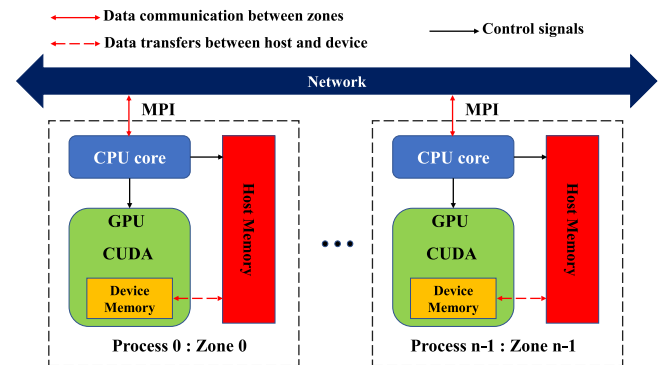 Data communication between zones
Control signals
Data transfers between host and device
Network
MPI
MPI
CPU core
Host Memory
GPU
CUDA
Device
Memory
Process 0 : Zone 0
CPU core
Host Memory
GPU
CUDA
Device
Memory
Process n-1 : Zone n-1